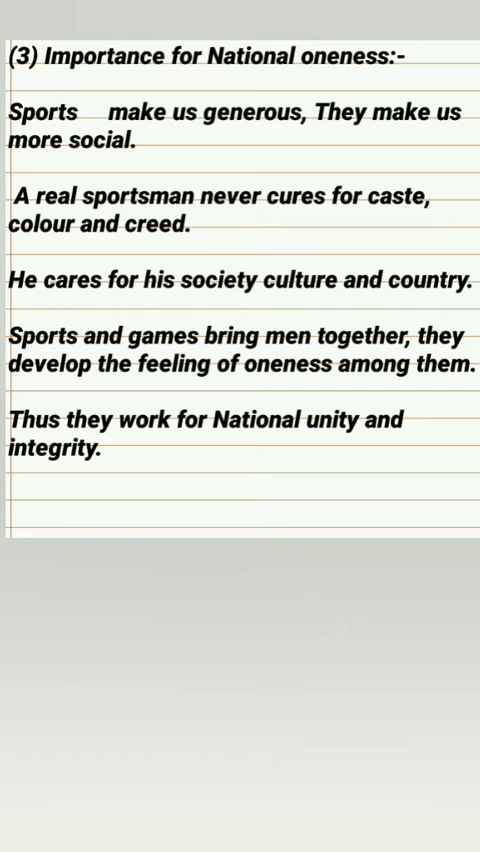 (3) Importance for National oneness:-
Sports make us generous, They make us
more social.
A real sportsman never cures for caste,
colour and creed.
He cares for his society culture and country.
Sports and games bring men together, they
develop the feeling of oneness among them.
Thus they work for National unity and
integrity.